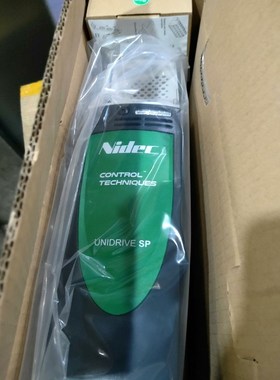 Nidec
CONTROL
TECHNIQUES
UNIDRIVE SP